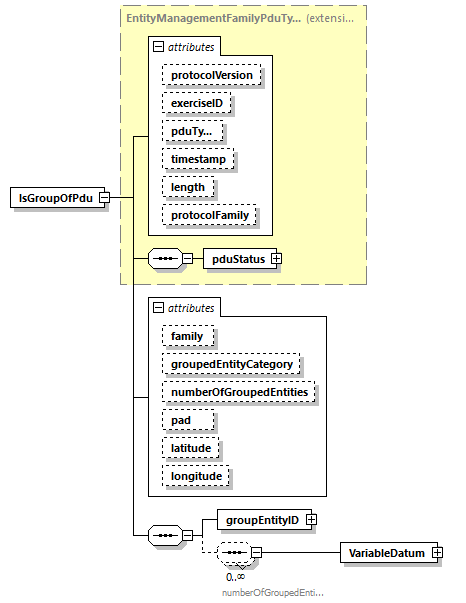 EntityManagementFamilyPduTy... (extensi...
attributes
protocolVersion
exerciseID
pduTy...
timestamp
length
protocolFamily
IsGroupOfPdu
pduStatus
attributes
family
groupedEntityCategory
numberOfGroupedEntities
pad
latitude
longitude
groupEntityID
VariableDatum
0..∞
numberOfGroupedEnti...